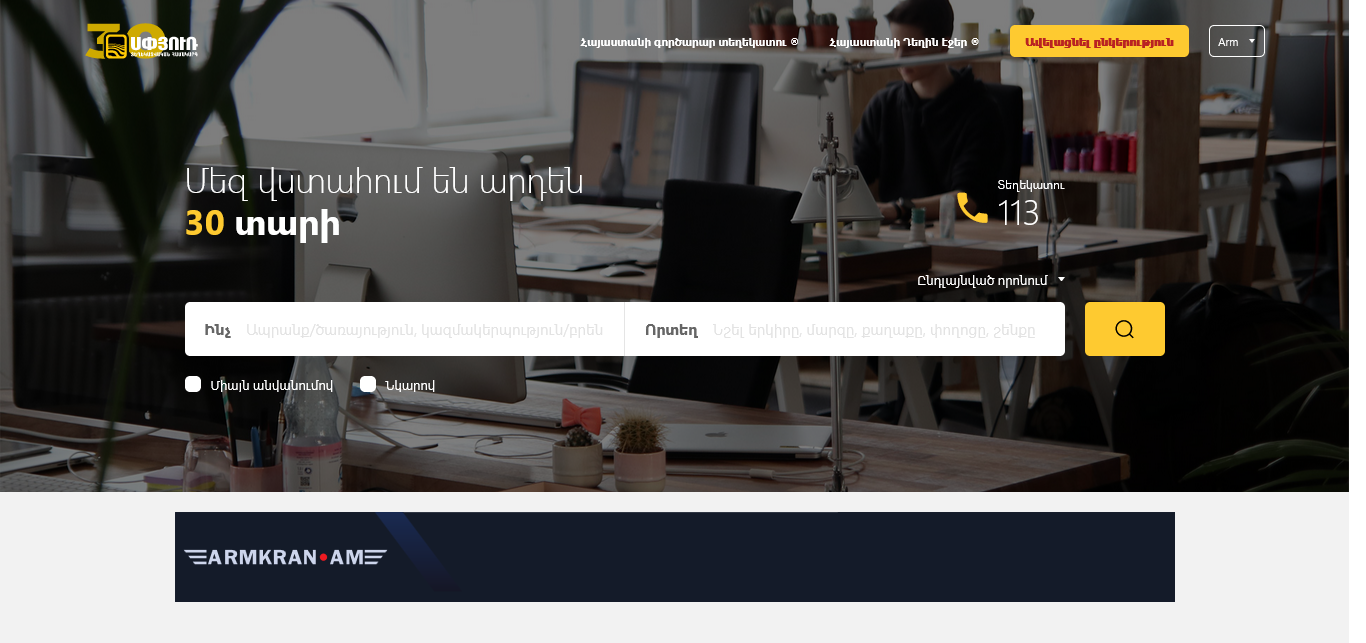 30 ՍՓՅՈՒՌ
Հայաստանի գործարար տեղեկատու ®
Հայաստանի Դեղին էջեր ®
Ավելացնել ընկերություն
Arm
Մեզ վստահում են արդեն
30 տարի
Տեղեկատու
113
Ընդլայնված որոնում
Ինչ Ապրանք/ծառայություն, կազմակերպություն/բրեն
Որտեղ Նշել երկիրը, մարզը, քաղաքը, փողոցը, շենքը
Միայն անվանումով
Նկարով
ARMKRAN•AM